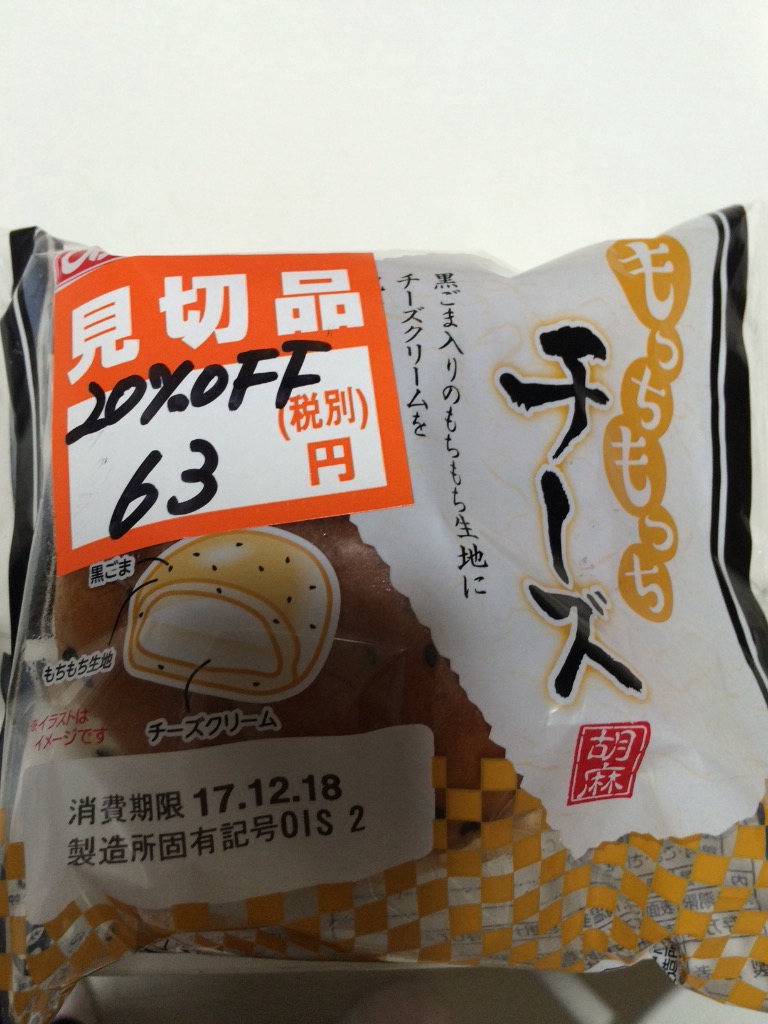 見切品
20%OFF
(税別)
63円
もっちもっち
チーズ
胡麻
黒ごま入りのもちもち生地に
チーズクリームを
黒ごま
もちもち生地
チーズクリーム
※イラストは
イメージです
消費期限 17.12.18
製造所固有記号OIS 2